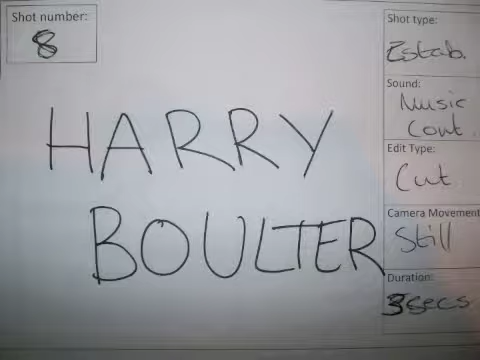 Shot number:
8
HARRY
BOULTER
Shot type:
Estab.
Sound:
Music
Cont.
Edit Type:
Cut
Camera Movement
Still
Duration:
3secs